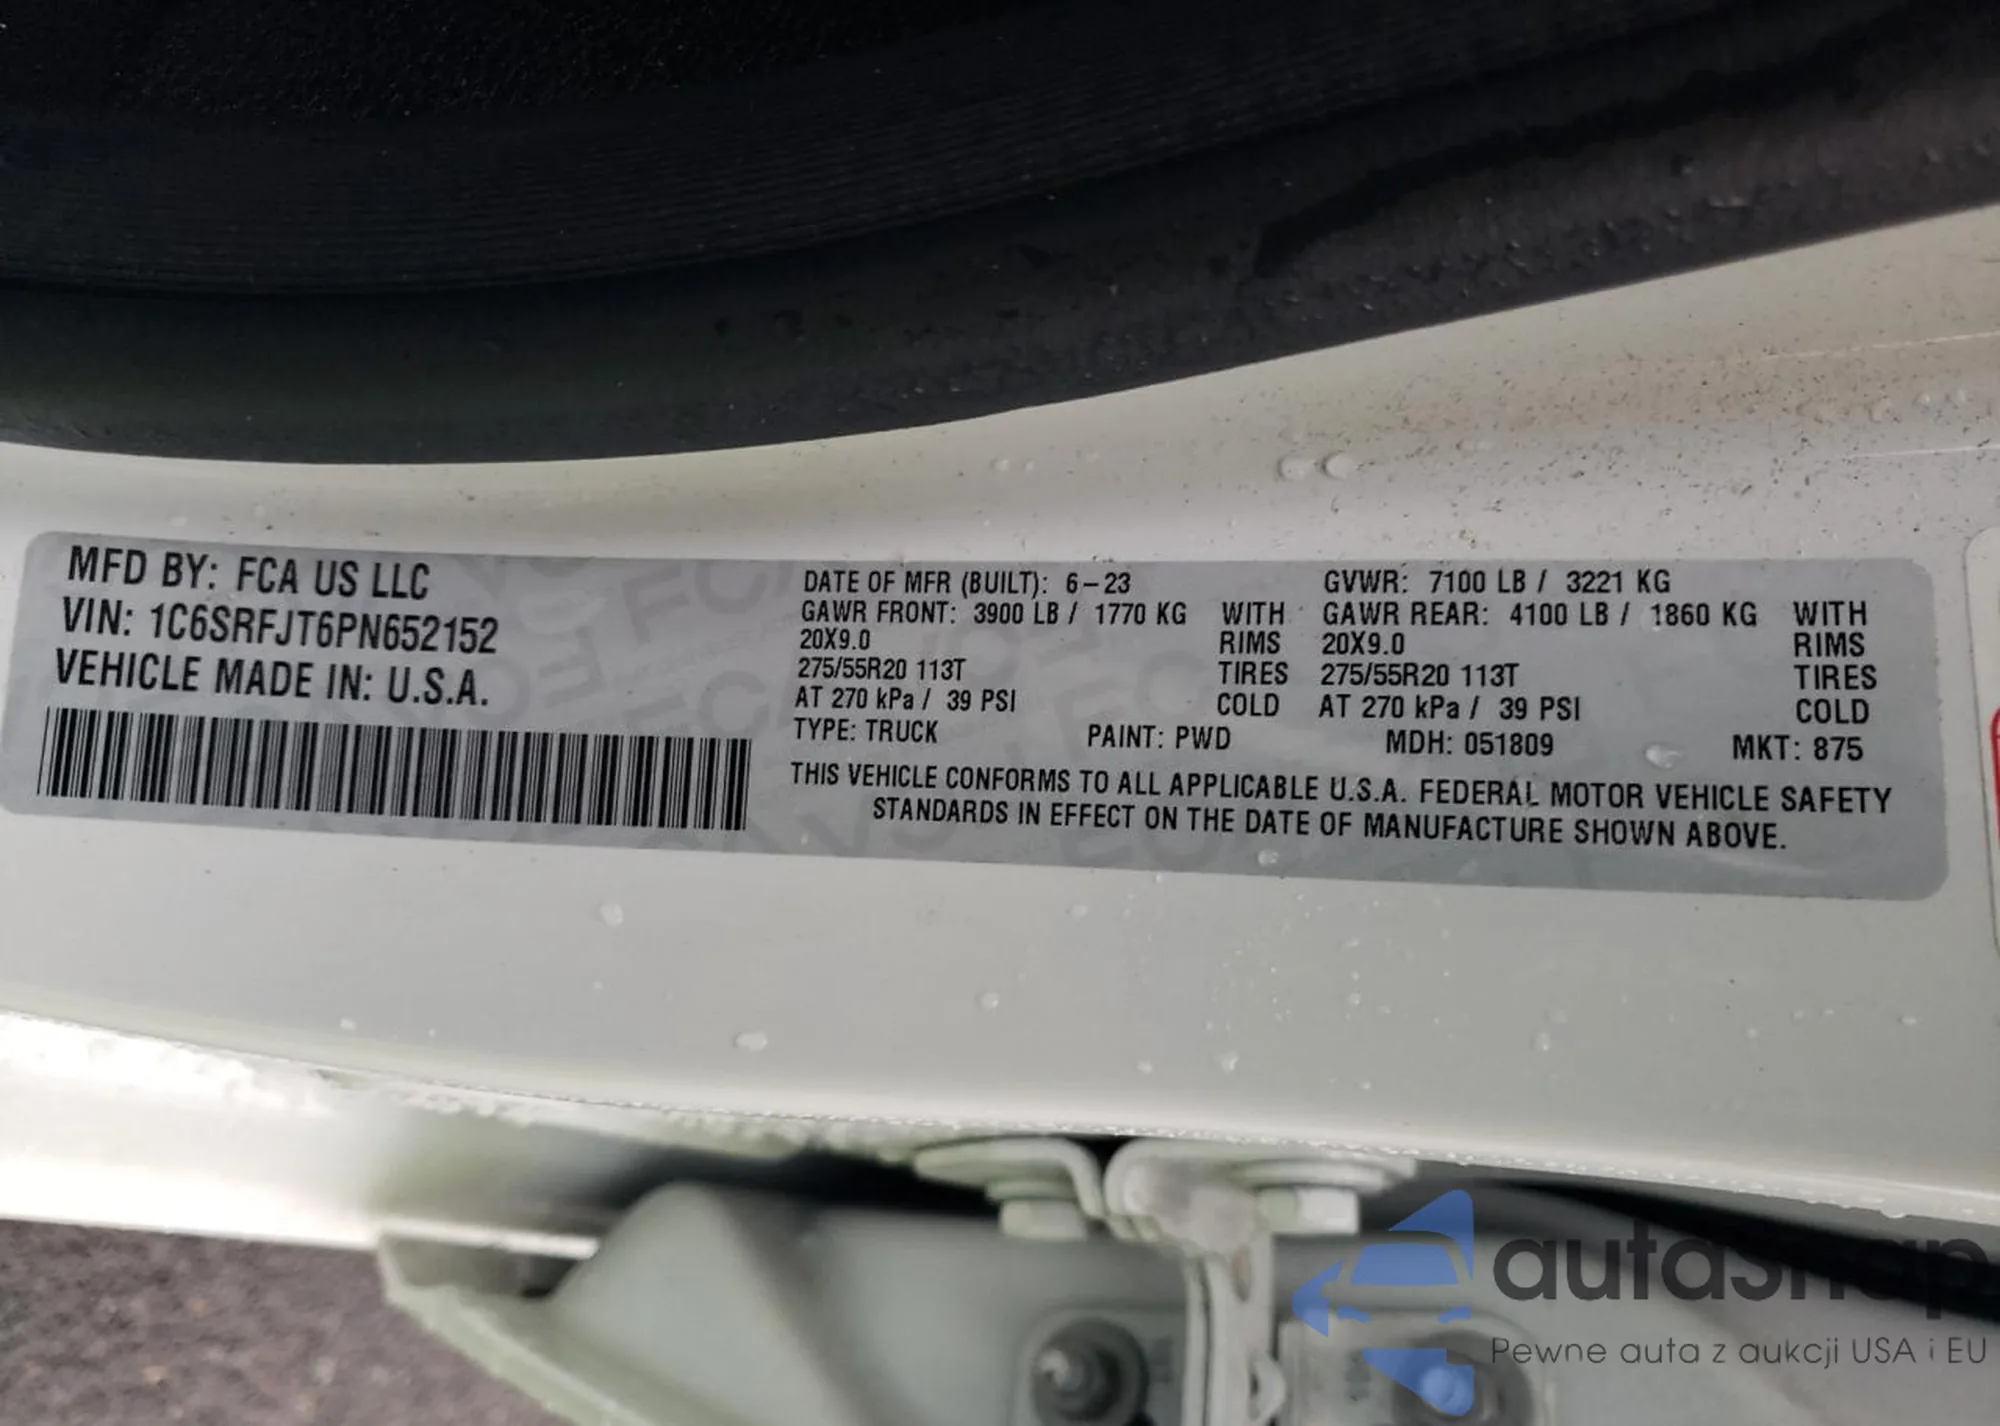 MFD BY: FCA US LLC
VIN: 1C6SRFJT6PN652152
VEHICLE MADE IN: U.S.A.
DATE OF MFR (BUILT): 6-23
GAWR FRONT: 3900 LB / 1770 KG WITH
20X9.0 RIMS
275/55R20 113T TIRES
AT 270 kPa / 39 PSI COLD
GVWR: 7100 LB / 3221 KG
GAWR REAR: 4100 LB / 1860 KG WITH
20X9.0 RIMS
275/55R20 113T TIRES
AT 270 kPa / 39 PSI COLD
TYPE: TRUCK PAINT: PWD MDH: 051809 MKT: 875
THIS VEHICLE CONFORMS TO ALL APPLICABLE U.S.A. FEDERAL MOTOR VEHICLE SAFETY
STANDARDS IN EFFECT ON THE DATE OF MANUFACTURE SHOWN ABOVE.
autasnap
Pewne auta z aukcji USA i EU